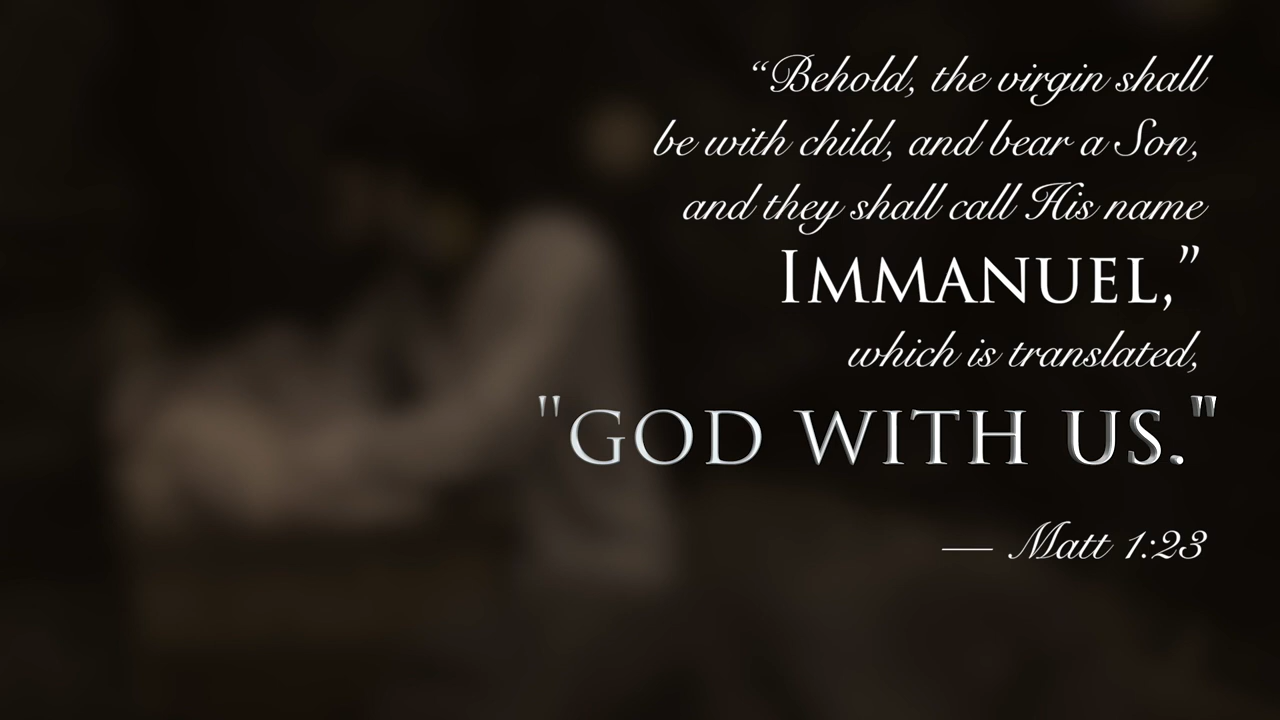 “Behold, the virgin shall
be with child, and bear a Son,
and they shall call His name
IMMANUEL,”
which is translated,
"GOD WITH US."
— Matt 1:23